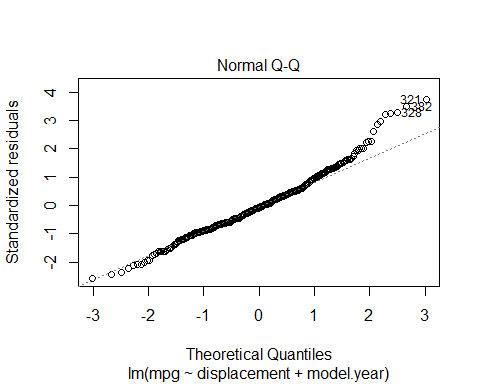 Normal Q-Q
Standardized residuals
4
3
2
1
0
-1
-2
321
382
328
-3 -2 -1 0 1 2 3
Theoretical Quantiles
lm(mpg ~ displacement + model.year)